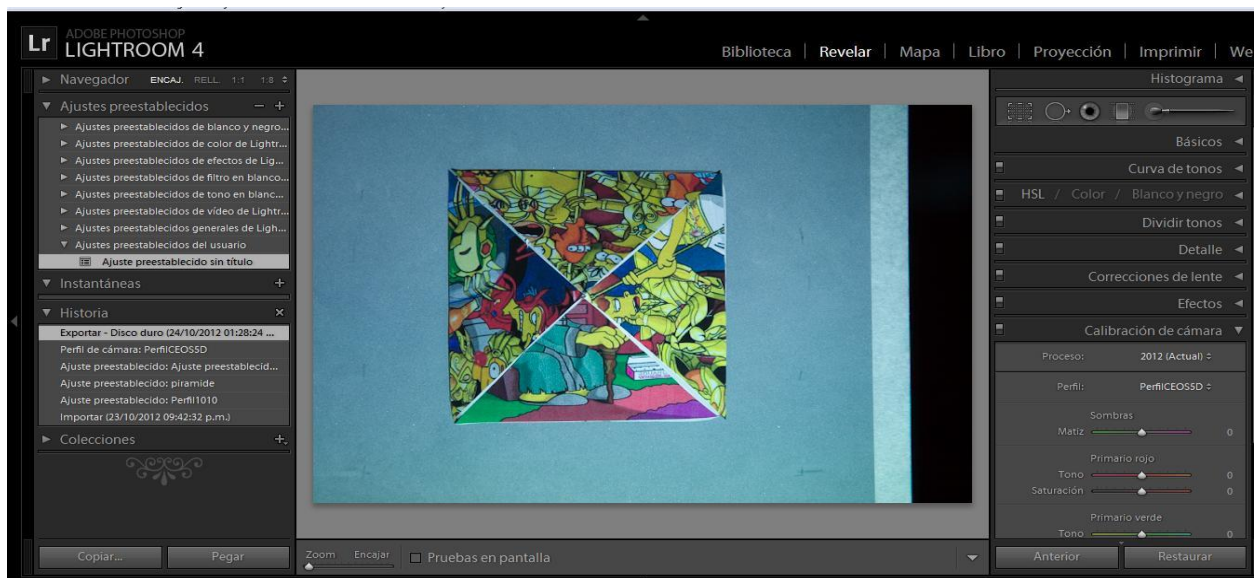 Lr
ADOBE PHOTOSHOP
LIGHTROOM 4
Biblioteca | Revelar | Mapa | Libro | Proyección | Imprimir | We
Navegador ENCAJ. RELL. 1:1 1:8
Ajustes preestablecidos
Ajustes preestablecidos de blanco y negro...
Ajustes preestablecidos de color de Lightr...
Ajustes preestablecidos de efectos de Lig...
Ajustes preestablecidos de filtro en blanco...
Ajustes preestablecidos de tono en blanc...
Ajustes preestablecidos de vídeo de Lightr...
Ajustes preestablecidos generales de Ligh...
Ajustes preestablecidos del usuario
Ajuste preestablecido sin título
Instantáneas
Historia
Exportar - Disco duro (24/10/2012 01:28:24 ...
Perfil de cámara: PerfilCEOS5D
Ajuste preestablecido: Ajuste preestablecid...
Ajuste preestablecido: piramide
Ajuste preestablecido: Perfil1010
Importar (23/10/2012 09:42:32 p.m.)
Colecciones
Copiar...
Pegar
Zoom Encajar
Pruebas en pantalla
Histograma
Básicos
Curva de tonos
HSL / Color / Blanco y negro
Dividir tonos
Detalle
Correcciones de lente
Efectos
Calibración de cámara
Proceso: 2012 (Actual)
Perfil: PerfilCEOS5D
Sombras
Matiz 0
Primario rojo
Tono 0
Saturación 0
Primario verde
Tono 0
Anterior
Restaurar